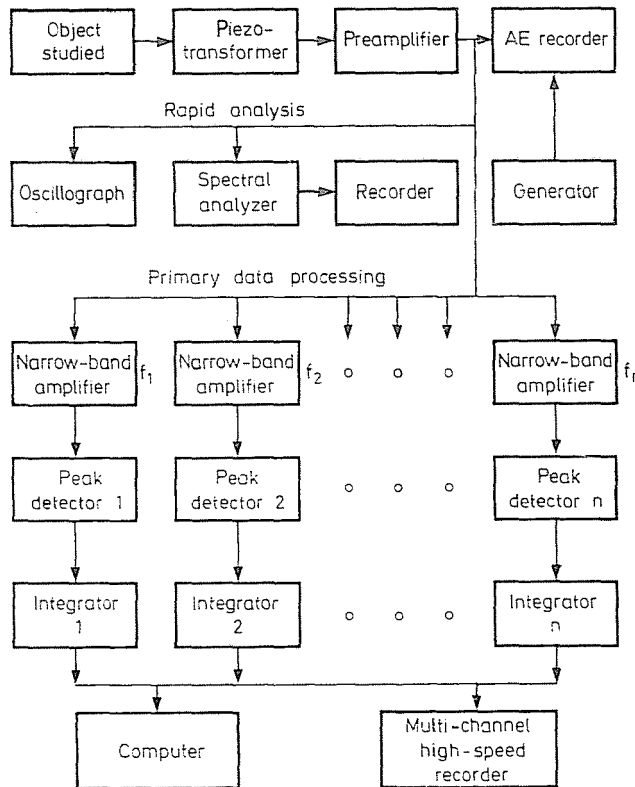 Object studied
Piezo-transformer
Preamplifier
AE recorder
Rapid analysis
Oscillograph
Spectral analyzer
Recorder
Generator
Primary data processing
Narrow-band amplifier
f1
Narrow-band amplifier
f2
Narrow-band amplifier
fn
Peak detector 1
Peak detector 2
Peak detector n
Integrator 1
Integrator 2
Integrator n
Computer
Multi-channel high-speed recorder